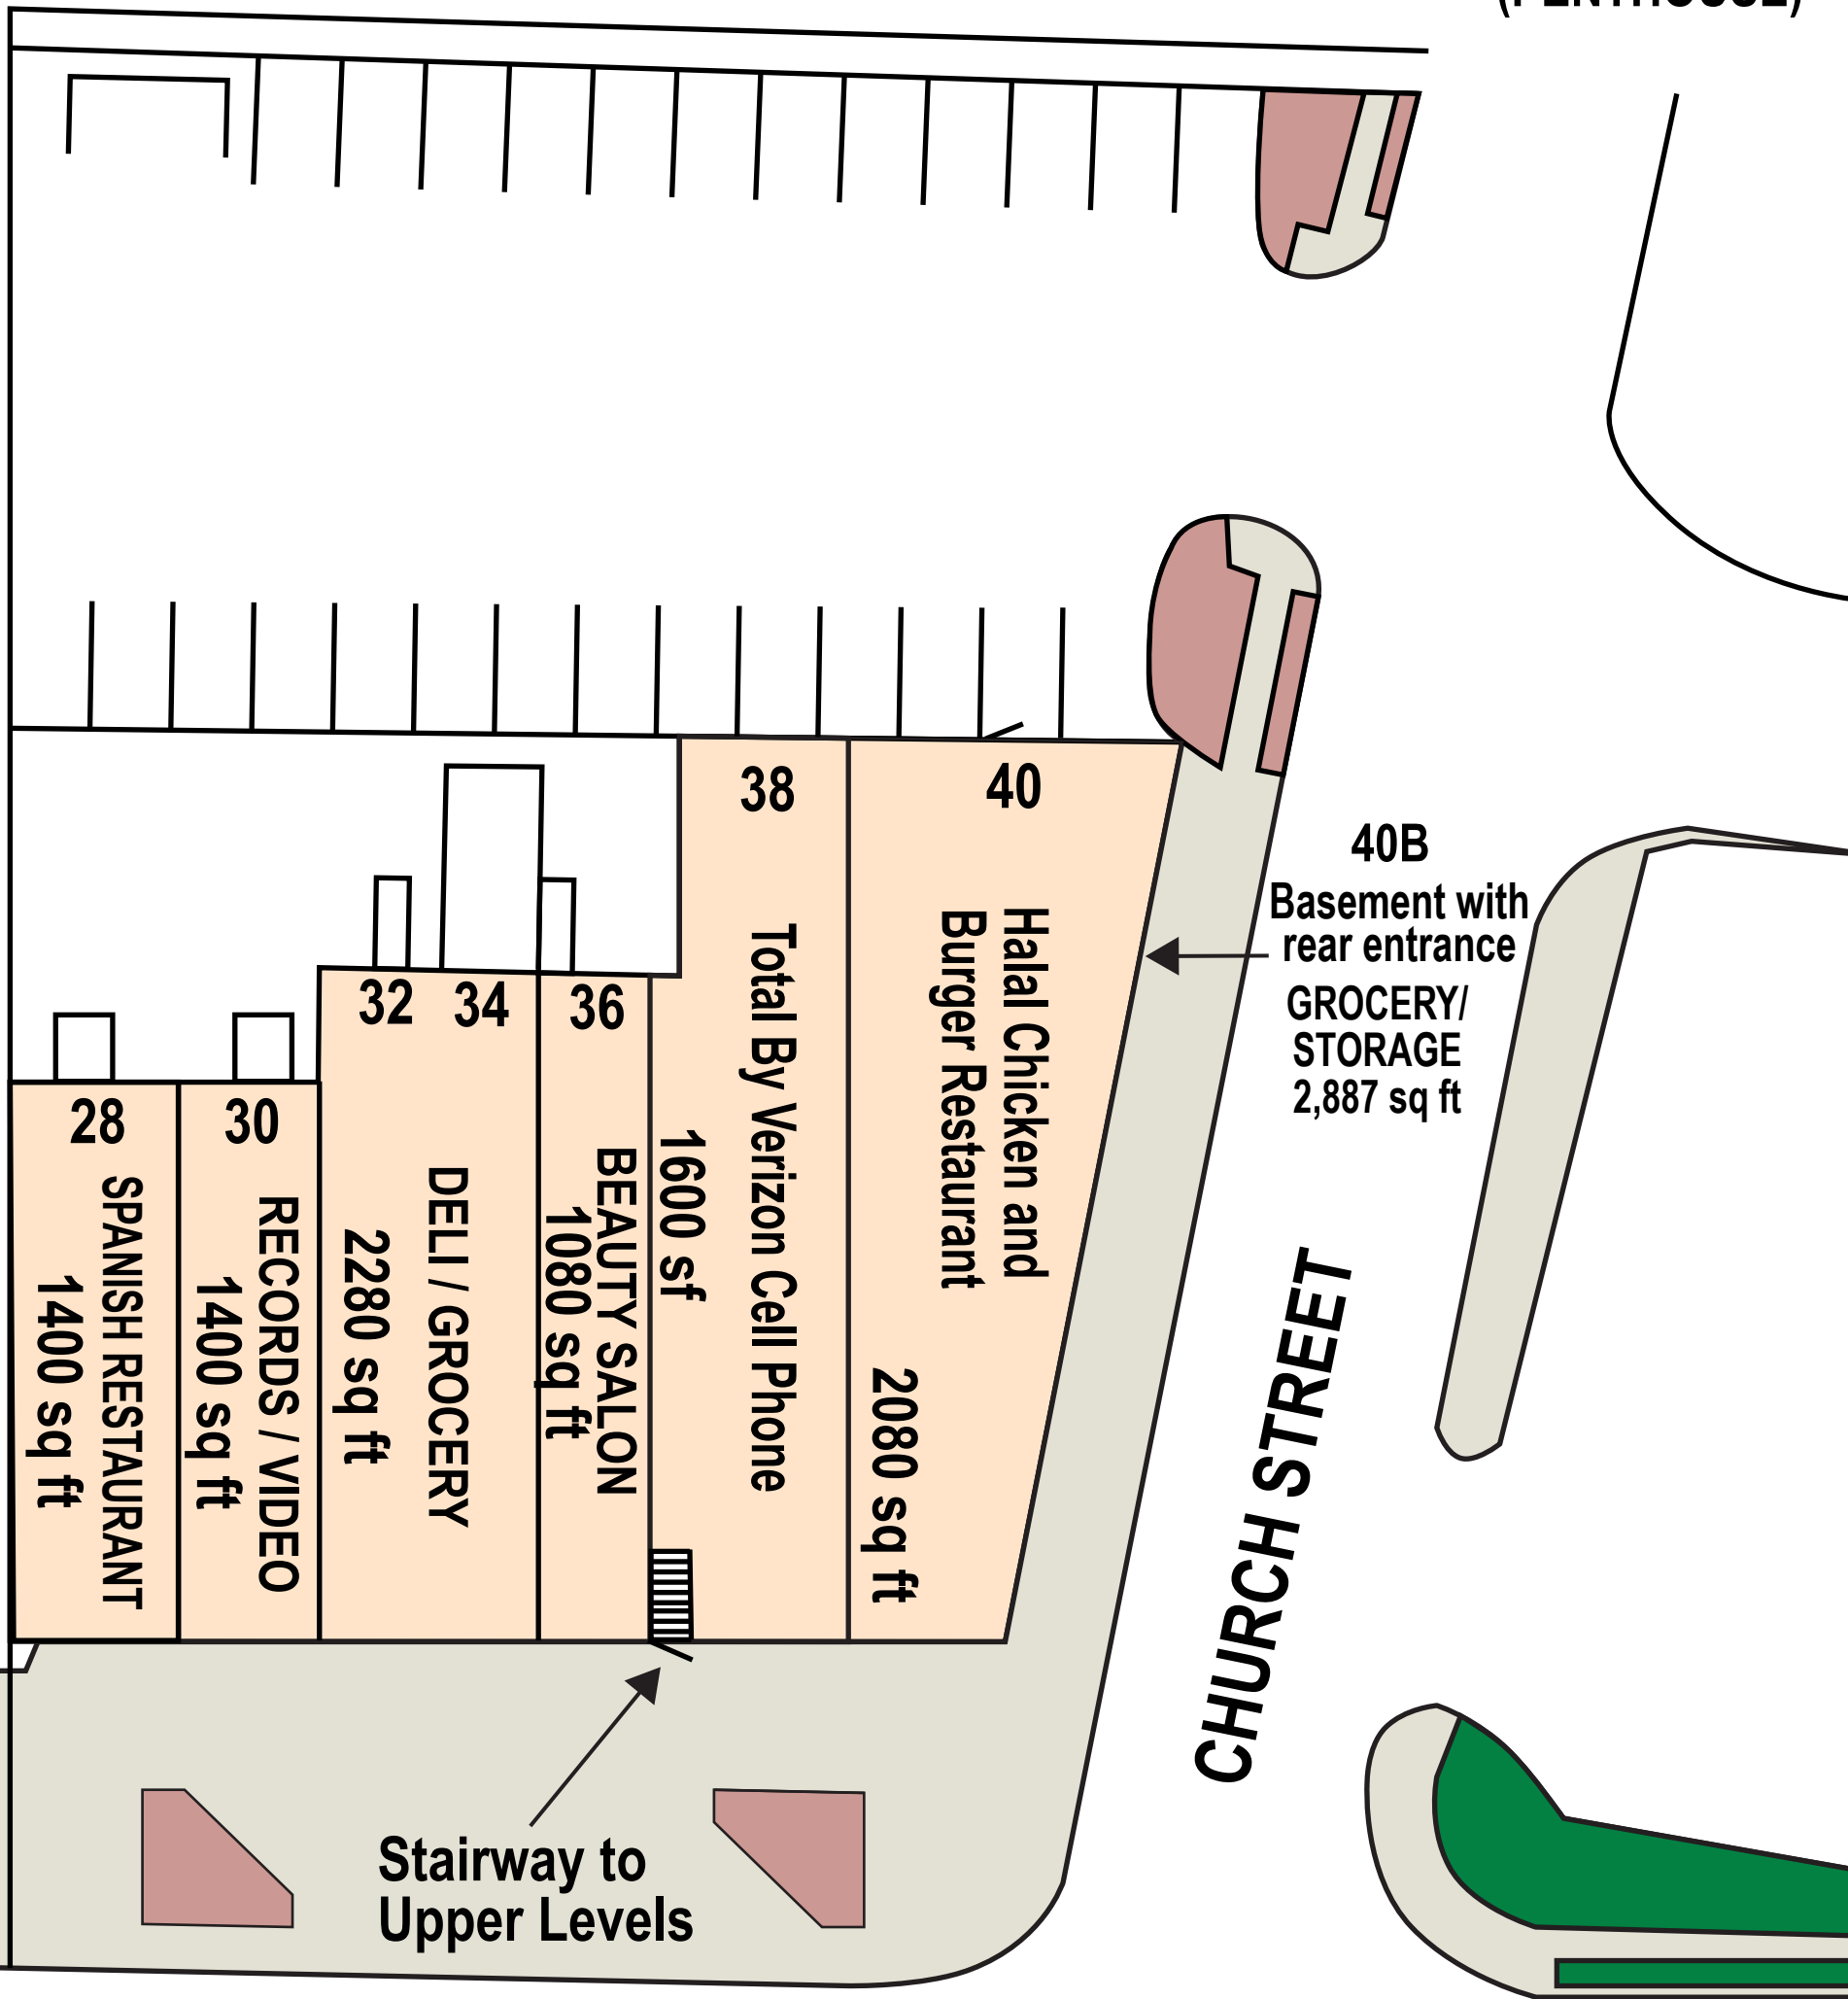 (PENTHOUSE)
38
40
40B
Basement with
rear entrance
GROCERY/
STORAGE
2,887 sq ft
32
34
36
28
30
SPANISH RESTAURANT
1400 sq ft
RECORDS / VIDEO
1400 sq ft
DELI / GROCERY
2280 sq ft
BEAUTY SALON
1080 sq ft
Total By Verizon Cell Phone
1600 sf
Halal Chicken and
Burger Restaurant
2080 sq ft
CHURCH STREET
Stairway to
Upper Levels